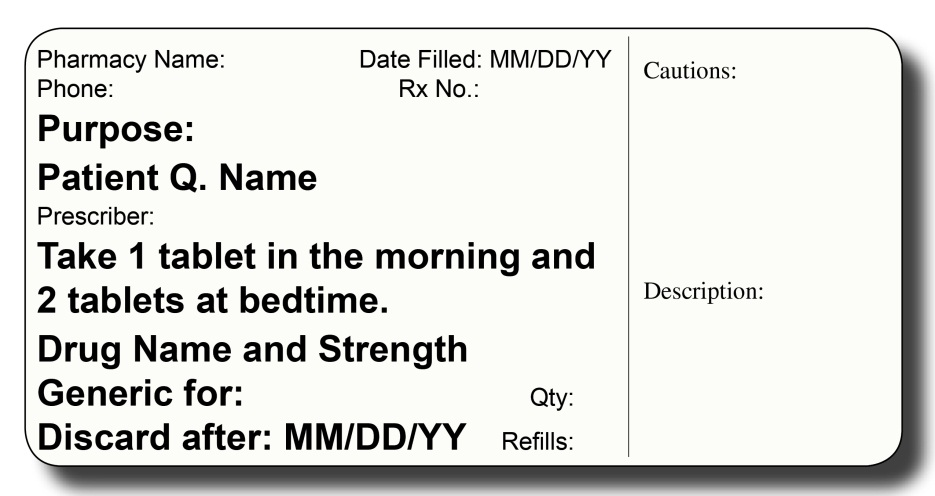 Pharmacy Name: Date Filled: MM/DD/YY
Phone: Rx No.:
Purpose:
Patient Q. Name
Prescriber:
Take 1 tablet in the morning and
2 tablets at bedtime.
Drug Name and Strength
Generic for: Qty:
Discard after: MM/DD/YY Refills:
Cautions:
Description: